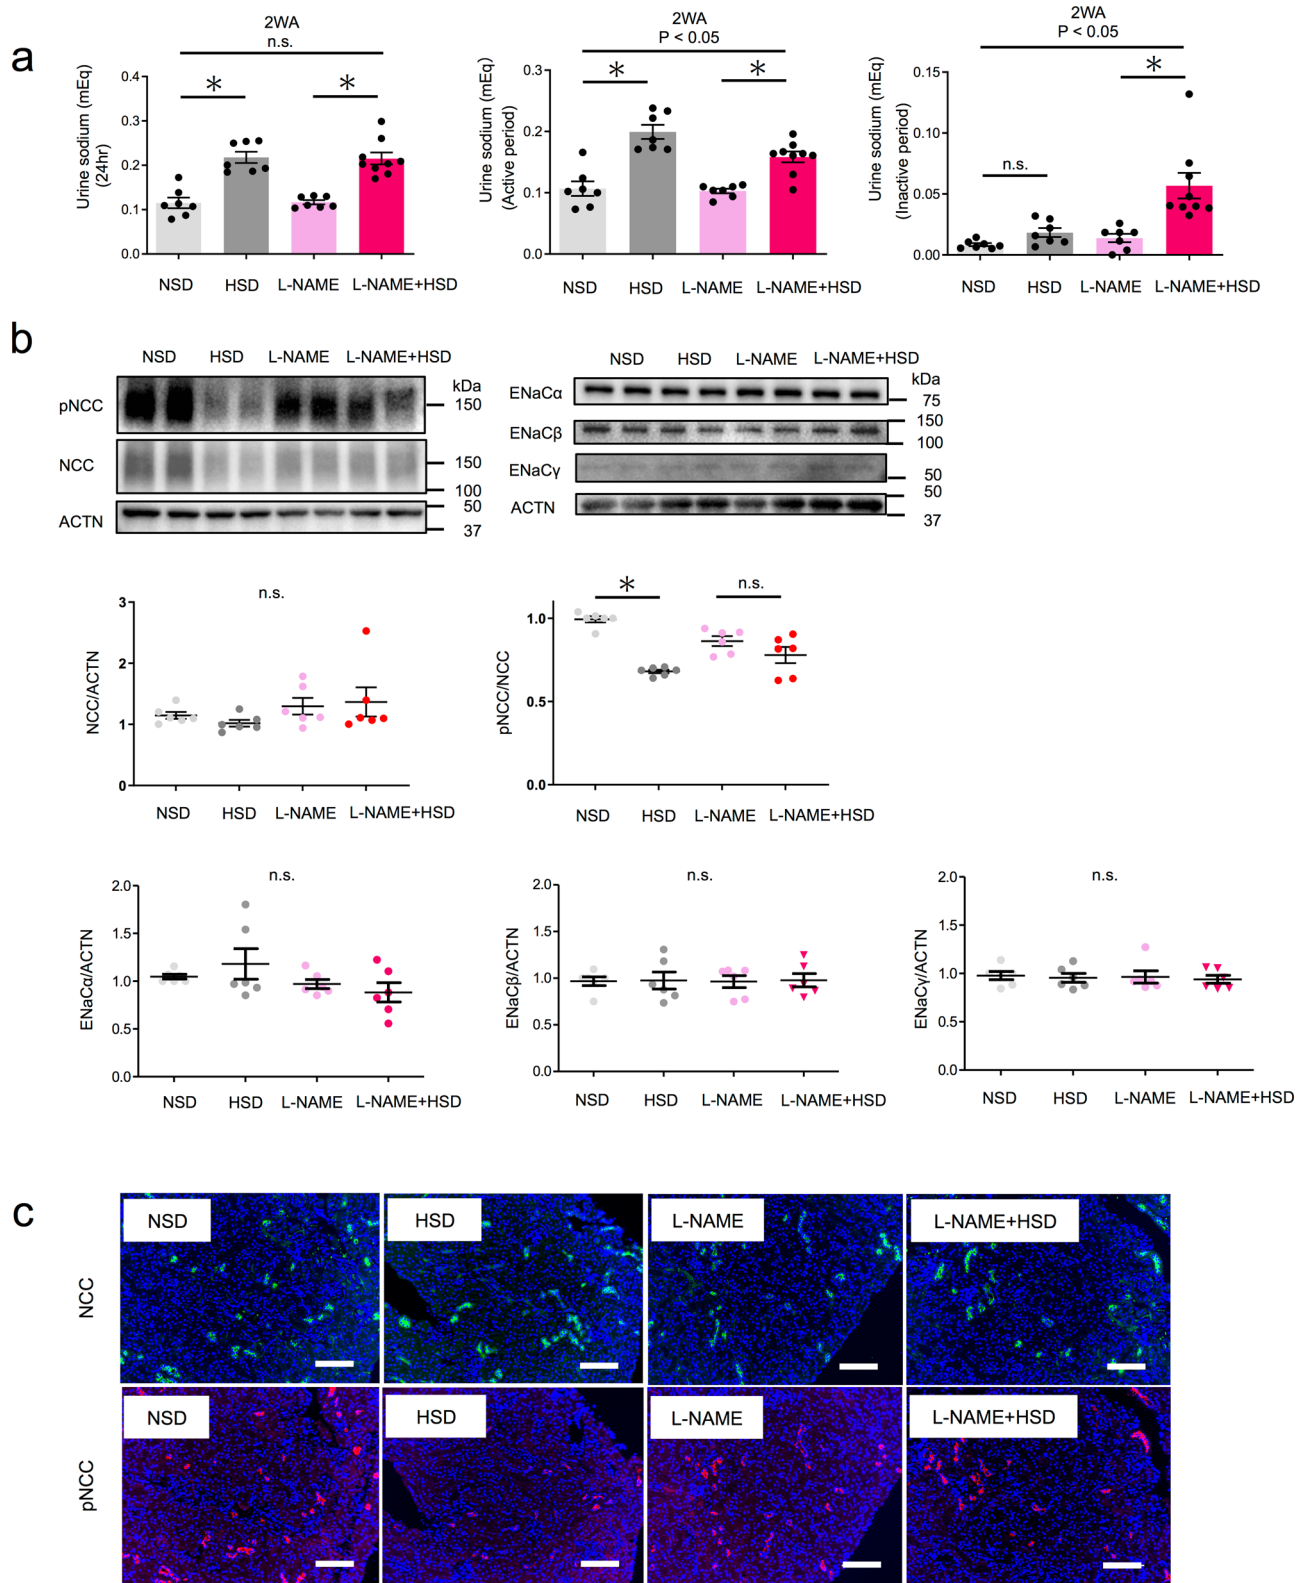 a
2WA
n.s.
*
*
Urine sodium (mEq)
(24hr)
0.4
0.3
0.2
0.1
0.0
NSD HSD L-NAME L-NAME+HSD
2WA
P < 0.05
*
*
Urine sodium (mEq)
(Active period)
0.3
0.2
0.1
0.0
NSD HSD L-NAME L-NAME+HSD
2WA
P < 0.05
*
n.s.
Urine sodium (mEq)
(Inactive period)
0.15
0.10
0.05
0.00
NSD HSD L-NAME L-NAME+HSD
b
NSD HSD L-NAME L-NAME+HSD
kDa
pNCC 150
NCC 150
100
ACTN 50
37
NSD HSD L-NAME L-NAME+HSD
kDa
ENaCα 75
ENaCβ 150
100
ENaCγ 50
ACTN 50
37
n.s.
NCC/ACTN
3
2
1
0
NSD HSD L-NAME L-NAME+HSD
*
n.s.
pNCC/NCC
1.0
0.5
0.0
NSD HSD L-NAME L-NAME+HSD
n.s.
ENaCα/ACTN
2.0
1.5
1.0
0.5
0.0
NSD HSD L-NAME L-NAME+HSD
n.s.
ENaCβ/ACTN
2.0
1.5
1.0
0.5
0.0
NSD HSD L-NAME L-NAME+HSD
n.s.
ENaCγ/ACTN
2.0
1.5
1.0
0.5
0.0
NSD HSD L-NAME L-NAME+HSD
c
NCC
NSD HSD L-NAME L-NAME+HSD
pNCC
NSD HSD L-NAME L-NAME+HSD